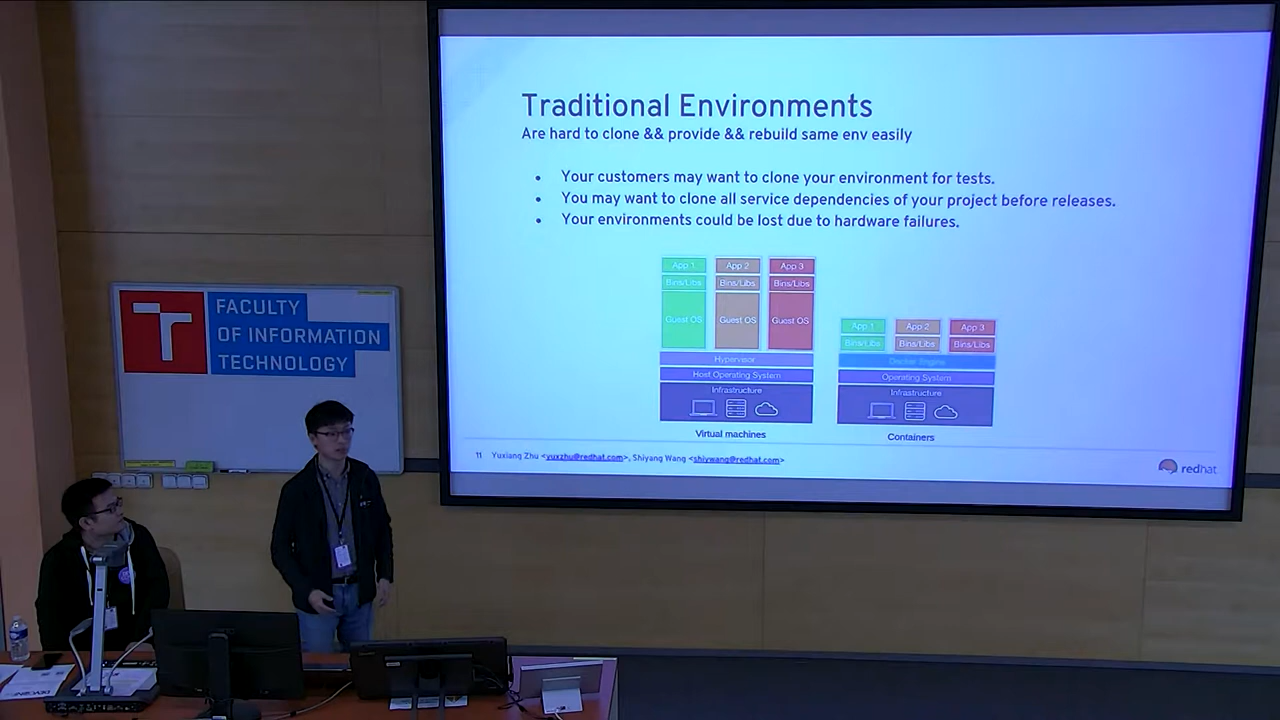 Traditional Environments
Are hard to clone && provide && rebuild same env easily
• Your customers may want to clone your environment for tests.
• You may want to clone all service dependencies of your project before releases.
• Your environments could be lost due to hardware failures.
App 1 App 2 App 3
Bins/Libs Bins/Libs Bins/Libs
Guest OS Guest OS Guest OS
Hypervisor
Host Operating System
Infrastructure
Virtual machines
App 1 App 2 App 3
Bins/Libs Bins/Libs Bins/Libs
Docker Engine
Operating System
Infrastructure
Containers
11 Yuxiang Zhu <yuxzhu@redhat.com>, Shiyang Wang <shiywang@redhat.com>
redhat
FACULTY
OF INFORMATION
TECHNOLOGY